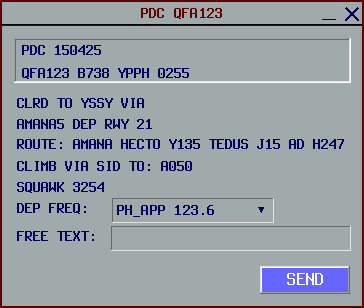 PDC QFA123
PDC 150425
QFA123 B738 YPPH 0255
CLRD TO YSSY VIA
AMANA5 DEP RWY 21
ROUTE: AMANA HECTO Y135 TEDUS J15 AD H247
CLIMB VIA SID TO: A050
SQUAWK 3254
DEP FREQ: PH_APP 123.6
FREE TEXT:
SEND